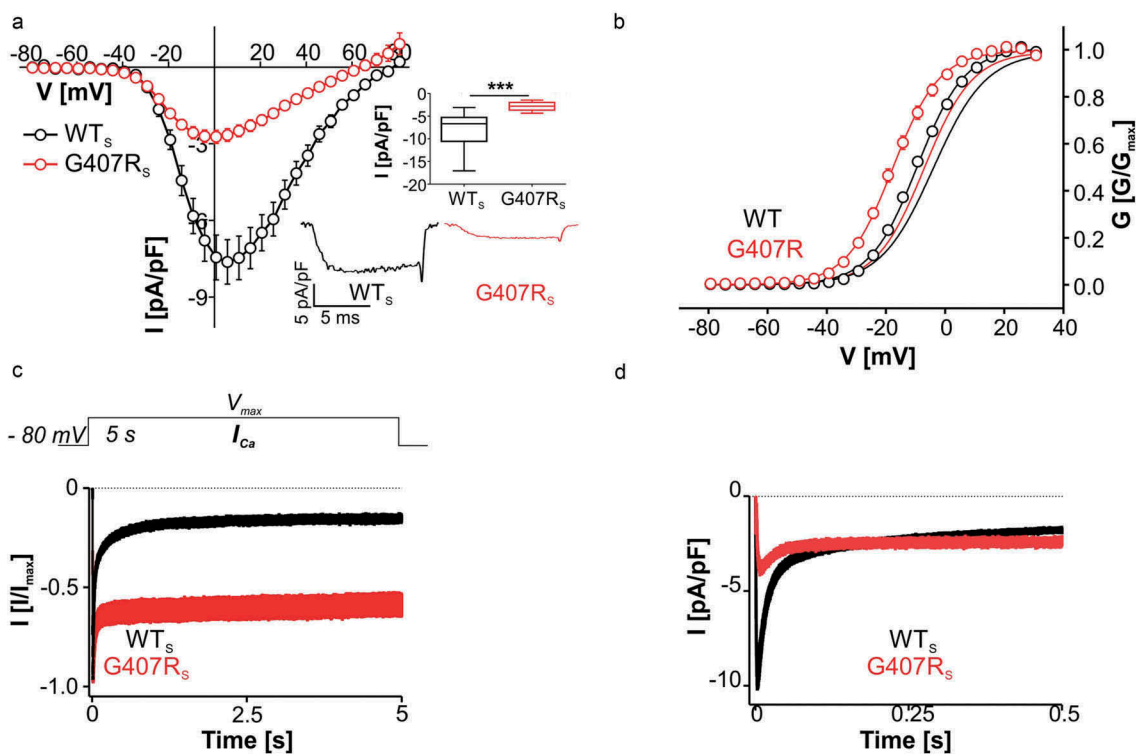 a
-80 -60 -40 -20 20 40 60 80
V [mV]
WTS
G407RS
-3
-6
-9
I [pA/pF]
0
-5
-10
-15
-20
I [pA/pF]
***
WTS G407RS
5 pA/pF
5 ms
WTS
G407RS
b
1.0
0.8
0.6
0.4
0.2
0.0
G [G/Gmax]
WT
G407R
-80 -60 -40 -20 0 20 40
V [mV]
c
Vmax
- 80 mV 5 s ICa
0
-0.5
-1.0
I [I/Imax]
WTS
G407RS
0 2.5 5
Time [s]
d
0
-5
-10
I [pA/pF]
WTS
G407RS
0 0.25 0.5
Time [s]